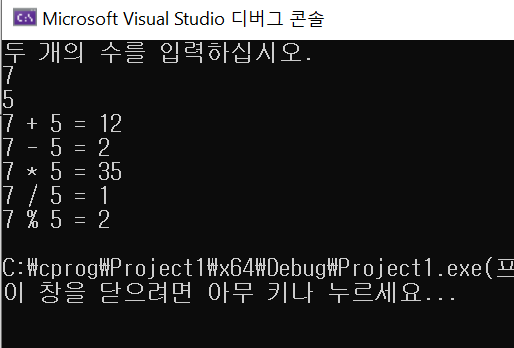 Microsoft Visual Studio 디버그 콘솔
두 개의 수를 입력하십시오.
7
5
7 + 5 = 12
7 - 5 = 2
7 * 5 = 35
7 / 5 = 1
7 % 5 = 2
C:₩cprog₩Project1₩x64₩Debug₩Project1.exe(프
이 창을 닫으려면 아무 키나 누르세요...